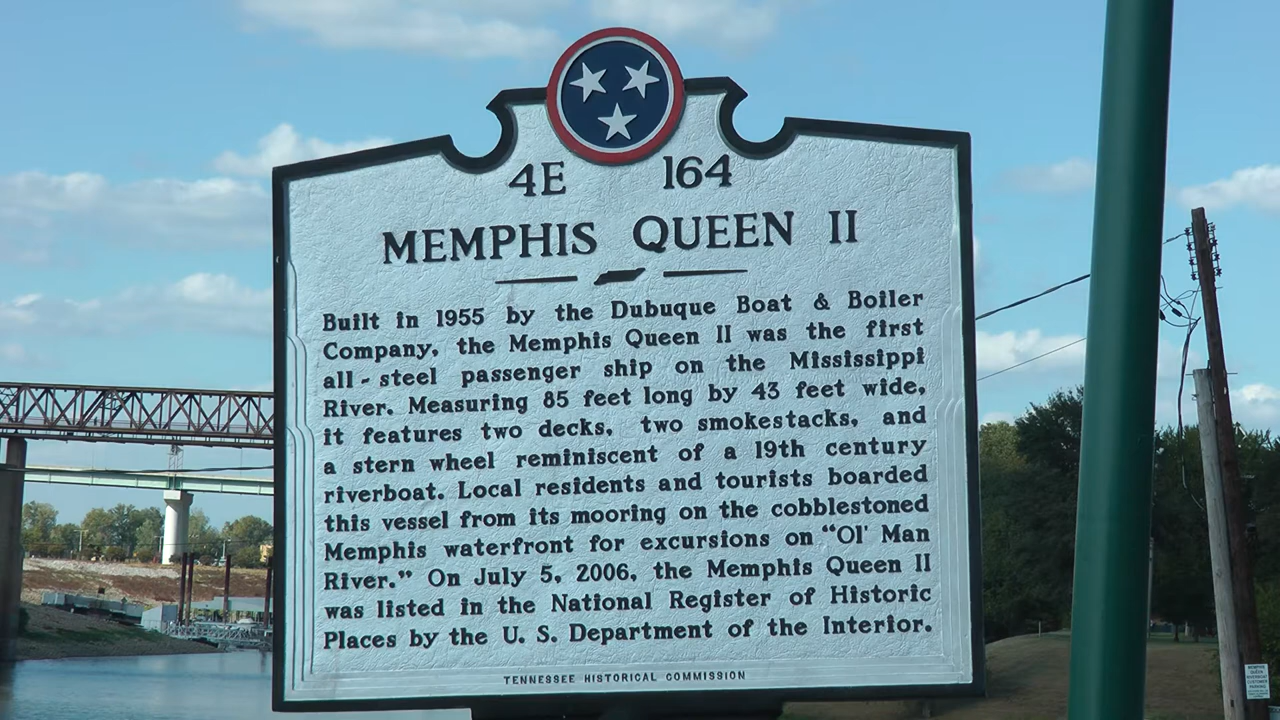 4E 164
MEMPHIS QUEEN II
Built in 1955 by the Dubuque Boat & Boiler
Company, the Memphis Queen II was the first
all-steel passenger ship on the Mississippi
River. Measuring 85 feet long by 43 feet wide,
it features two decks, two smokestacks, and
a stern wheel reminiscent of a 19th century
riverboat. Local residents and tourists boarded
this vessel from its mooring on the cobblestoned
Memphis waterfront for excursions on "Ol' Man
River." On July 5, 2006, the Memphis Queen II
was listed in the National Register of Historic
Places by the U. S. Department of the Interior.
TENNESSEE HISTORICAL COMMISSION
MEMPHIS
QUEEN
RIVERBOAT
CUSTOMER
PARKING